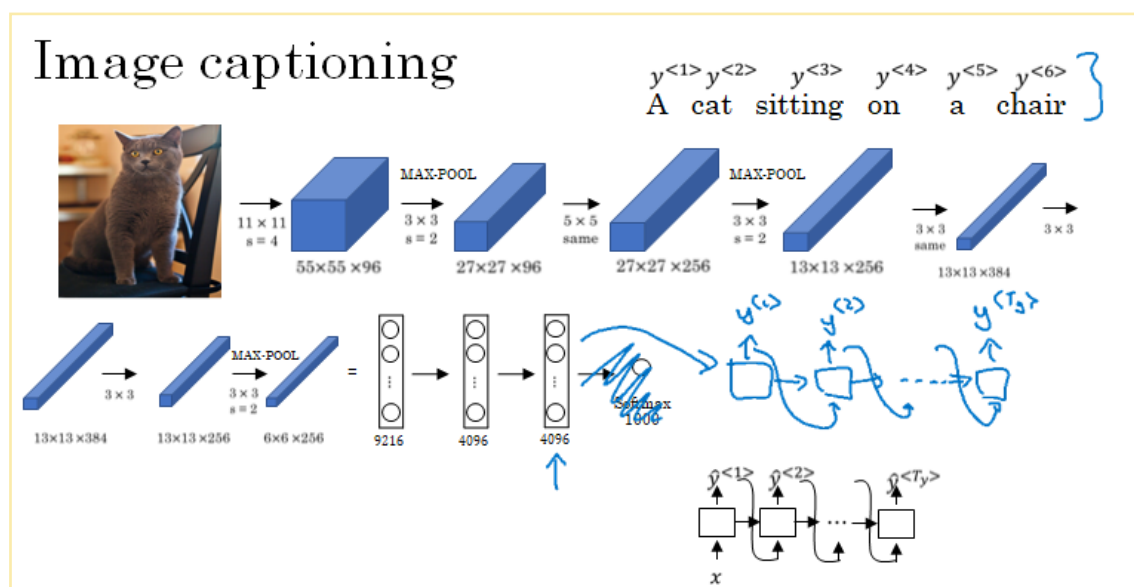 Image captioning
y<1> y<2> y<3> y<4> y<5> y<6>
A cat sitting on a chair
MAX-POOL
MAX-POOL
11 × 11
s = 4
3 × 3
s = 2
5 × 5
same
3 × 3
s = 2
3 × 3
same
3 × 3
55×55 ×96
27×27 ×96
27×27 ×256
13×13 ×256
13×13 ×384
y<1> y<2> y<Ty>
MAX-POOL
3 × 3
3 × 3
s = 2
=
...
...
...
Softmax
1000
13×13 ×384
13×13 ×256
6×6 ×256
9216
4096
4096
ŷ<1> ŷ<2> ŷ<Ty>
...
x